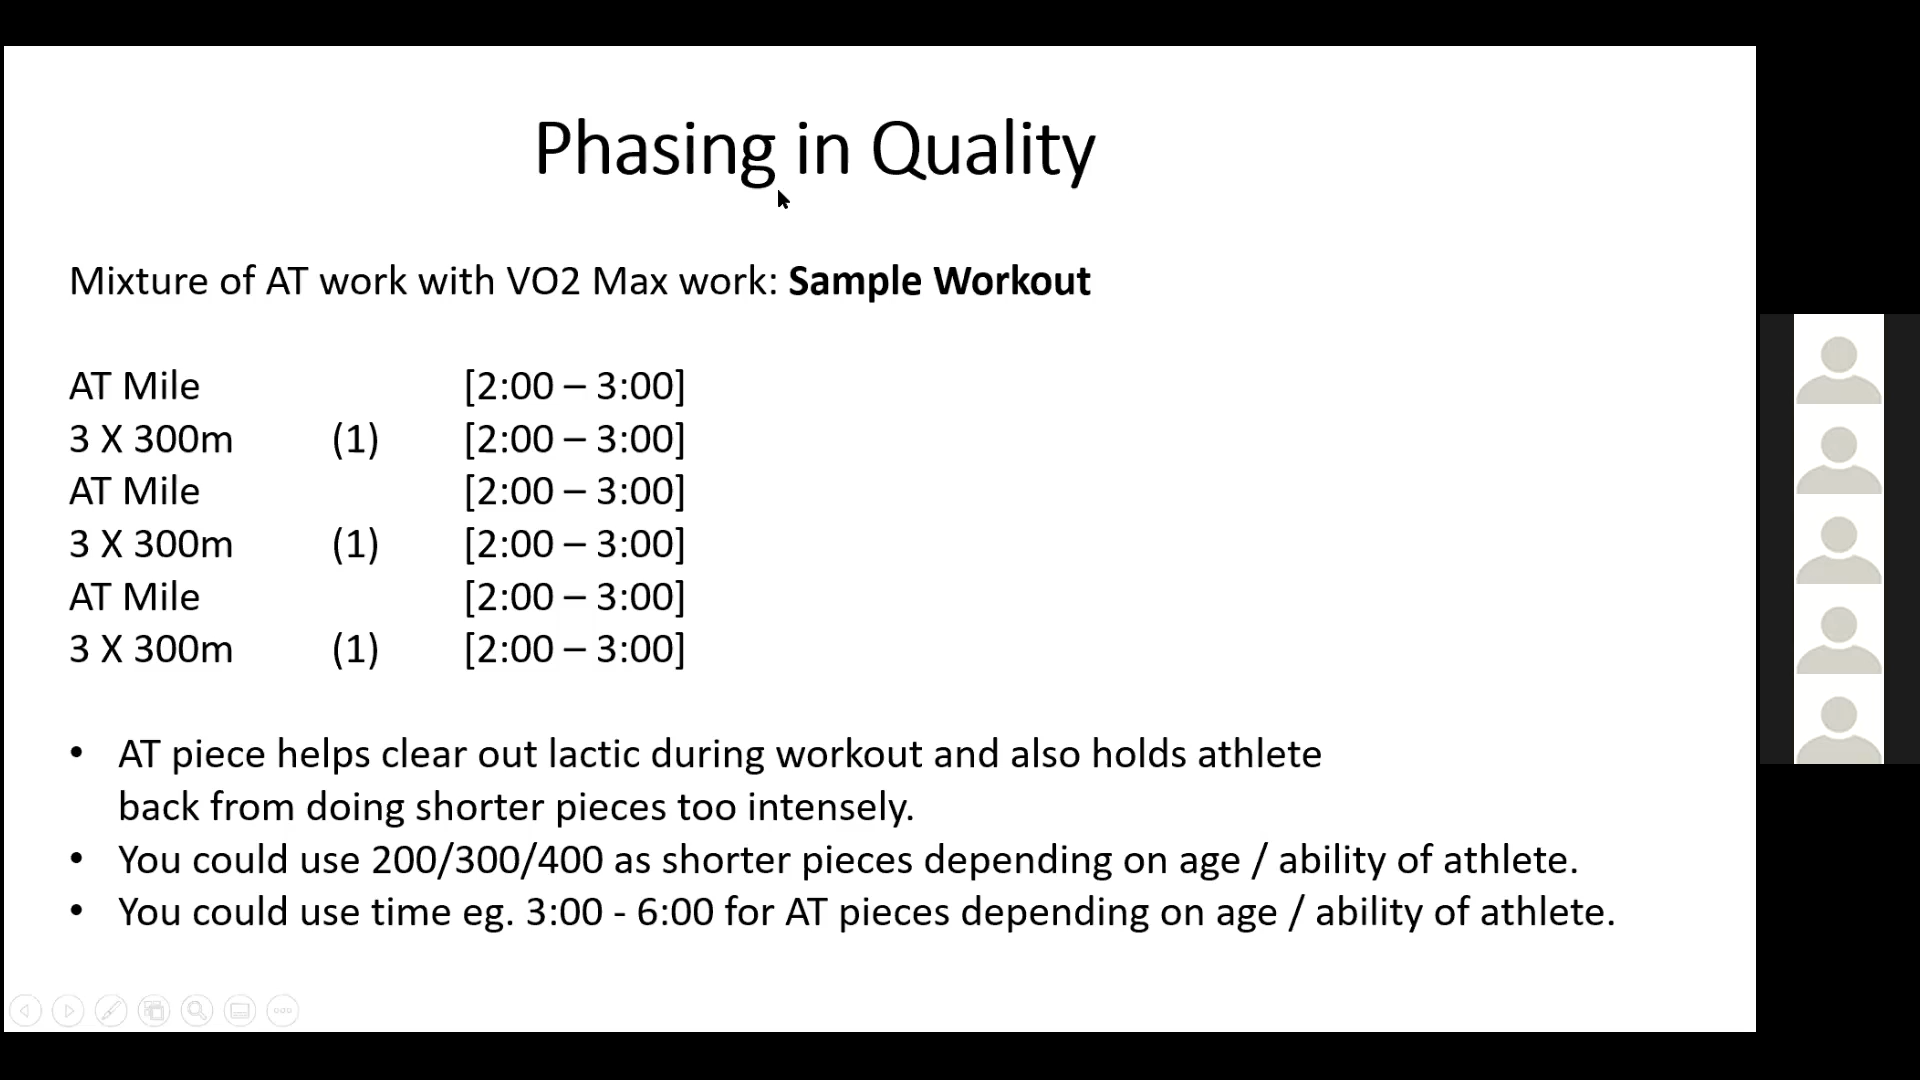 Phasing in Quality
Mixture of AT work with VO2 Max work: Sample Workout
AT Mile [2:00 – 3:00]
3 X 300m (1) [2:00 – 3:00]
AT Mile [2:00 – 3:00]
3 X 300m (1) [2:00 – 3:00]
AT Mile [2:00 – 3:00]
3 X 300m (1) [2:00 – 3:00]
• AT piece helps clear out lactic during workout and also holds athlete
back from doing shorter pieces too intensely.
• You could use 200/300/400 as shorter pieces depending on age / ability of athlete.
• You could use time eg. 3:00 - 6:00 for AT pieces depending on age / ability of athlete.